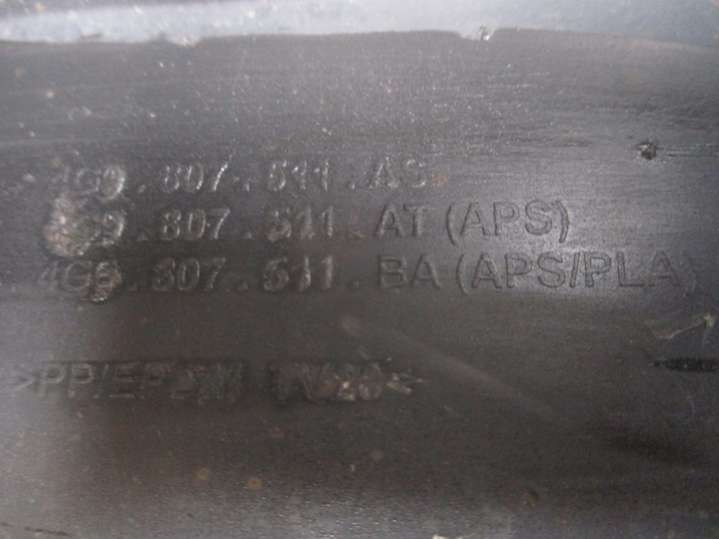 4G9.807.511.AS
4G9.807.511.AT (APS)
4G9.807.511.BA (APS/PLA)
>PP/EPDM TV20<